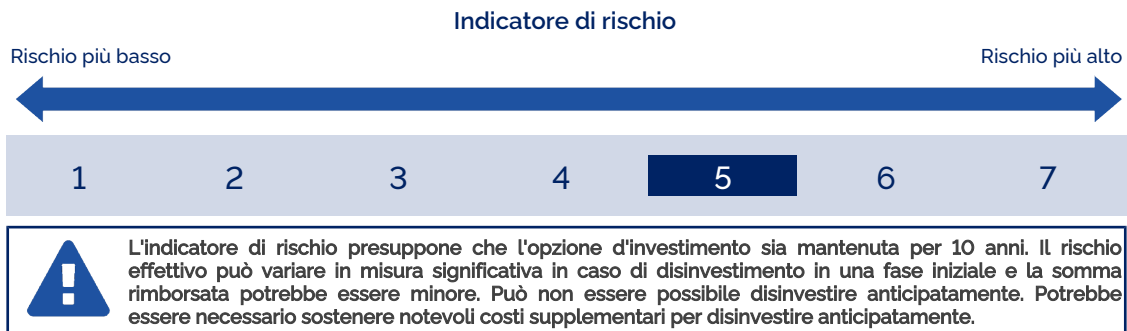 Indicatore di rischio
Rischio più basso
Rischio più alto
1 2 3 4 5 6 7
L'indicatore di rischio presuppone che l'opzione d'investimento sia mantenuta per 10 anni. Il rischio
effettivo può variare in misura significativa in caso di disinvestimento in una fase iniziale e la somma
rimborsata potrebbe essere minore. Può non essere possibile disinvestire anticipatamente. Potrebbe
essere necessario sostenere notevoli costi supplementari per disinvestire anticipatamente.